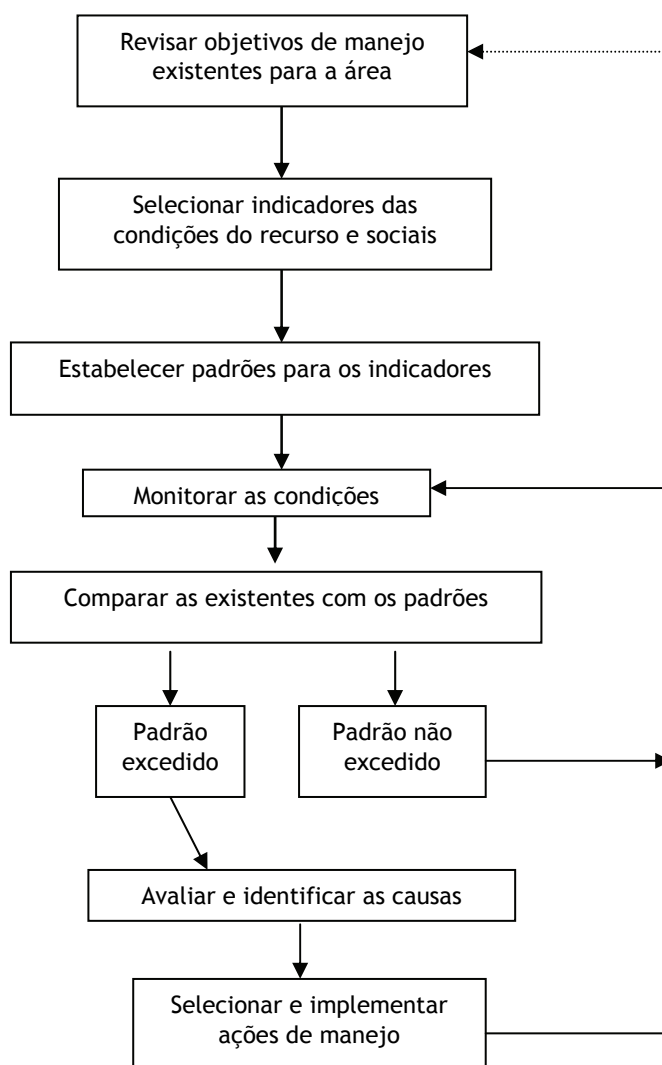 Revisar objetivos de manejo
existentes para a área
Selecionar indicadores das
condições do recurso e sociais
Estabelecer padrões para os indicadores
Monitorar as condições
Comparar as existentes com os padrões
Padrão
excedido
Padrão não
excedido
Avaliar e identificar as causas
Selecionar e implementar
ações de manejo